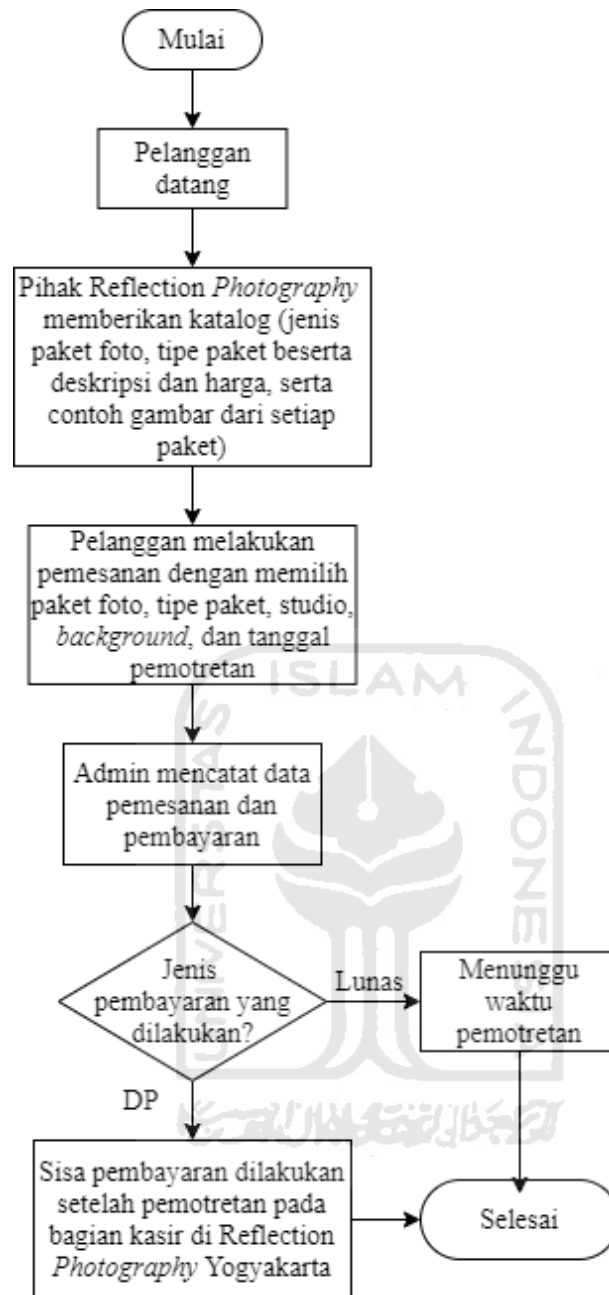 Mulai
Pelanggan
datang
Pihak Reflection Photography
memberikan katalog (jenis
paket foto, tipe paket beserta
deskripsi dan harga, serta
contoh gambar dari setiap
paket)
Pelanggan melakukan
pemesanan dengan memilih
paket foto, tipe paket, studio,
background, dan tanggal
pemotretan
ISLAM
UNIVERSITAS
INDONESIA
Admin mencatat data
pemesanan dan
pembayaran
Jenis
pembayaran yang
dilakukan?
Lunas
Menunggu
waktu
pemotretan
DP
Sisa pembayaran dilakukan
setelah pemotretan pada
bagian kasir di Reflection
Photography Yogyakarta
Selesai